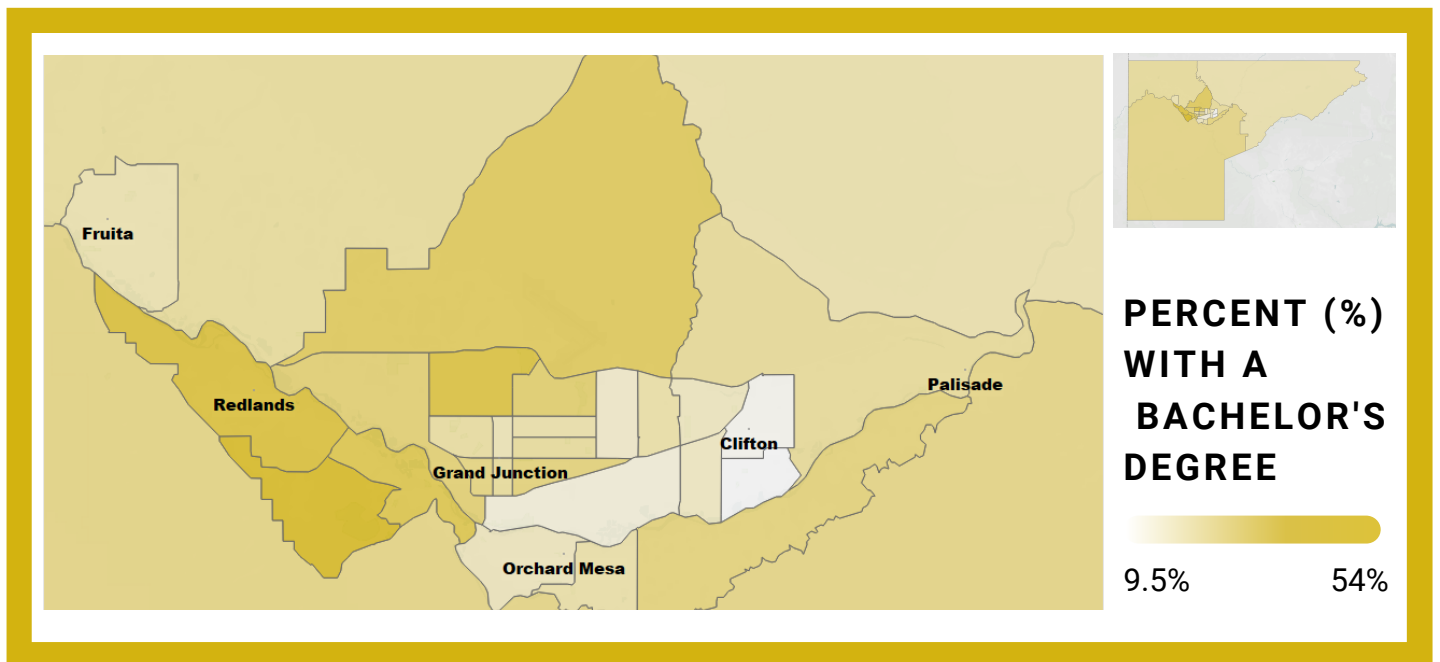 Fruita
Redlands
Palisade
Clifton
Grand Junction
Orchard Mesa
PERCENT (%)
WITH A
BACHELOR'S
DEGREE
9.5% 54%